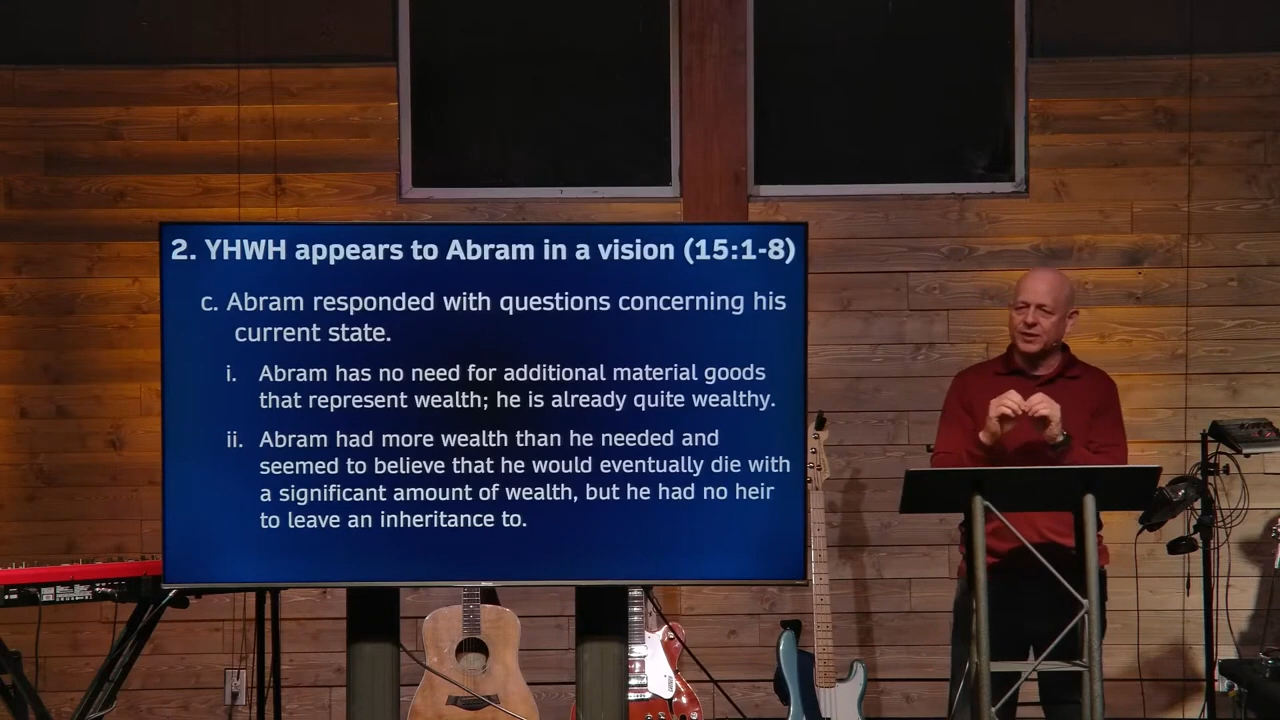 2. YHWH appears to Abram in a vision (15:1-8)
c. Abram responded with questions concerning his
current state.
i. Abram has no need for additional material goods
that represent wealth; he is already quite wealthy.
ii. Abram had more wealth than he needed and
seemed to believe that he would eventually die with
a significant amount of wealth, but he had no heir
to leave an inheritance to.